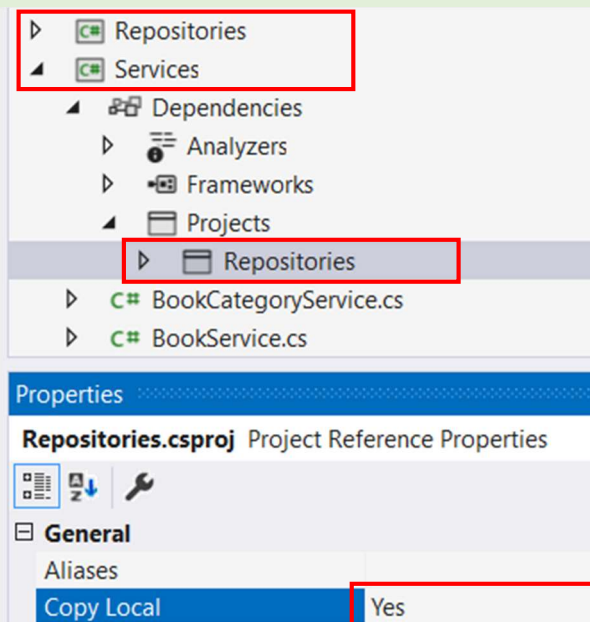 C# Repositories
C# Services
Dependencies
Analyzers
Frameworks
Projects
Repositories
C# BookCategoryService.cs
C# BookService.cs
Properties
Repositories.csproj Project Reference Properties
A Z
General
Aliases
Copy Local Yes